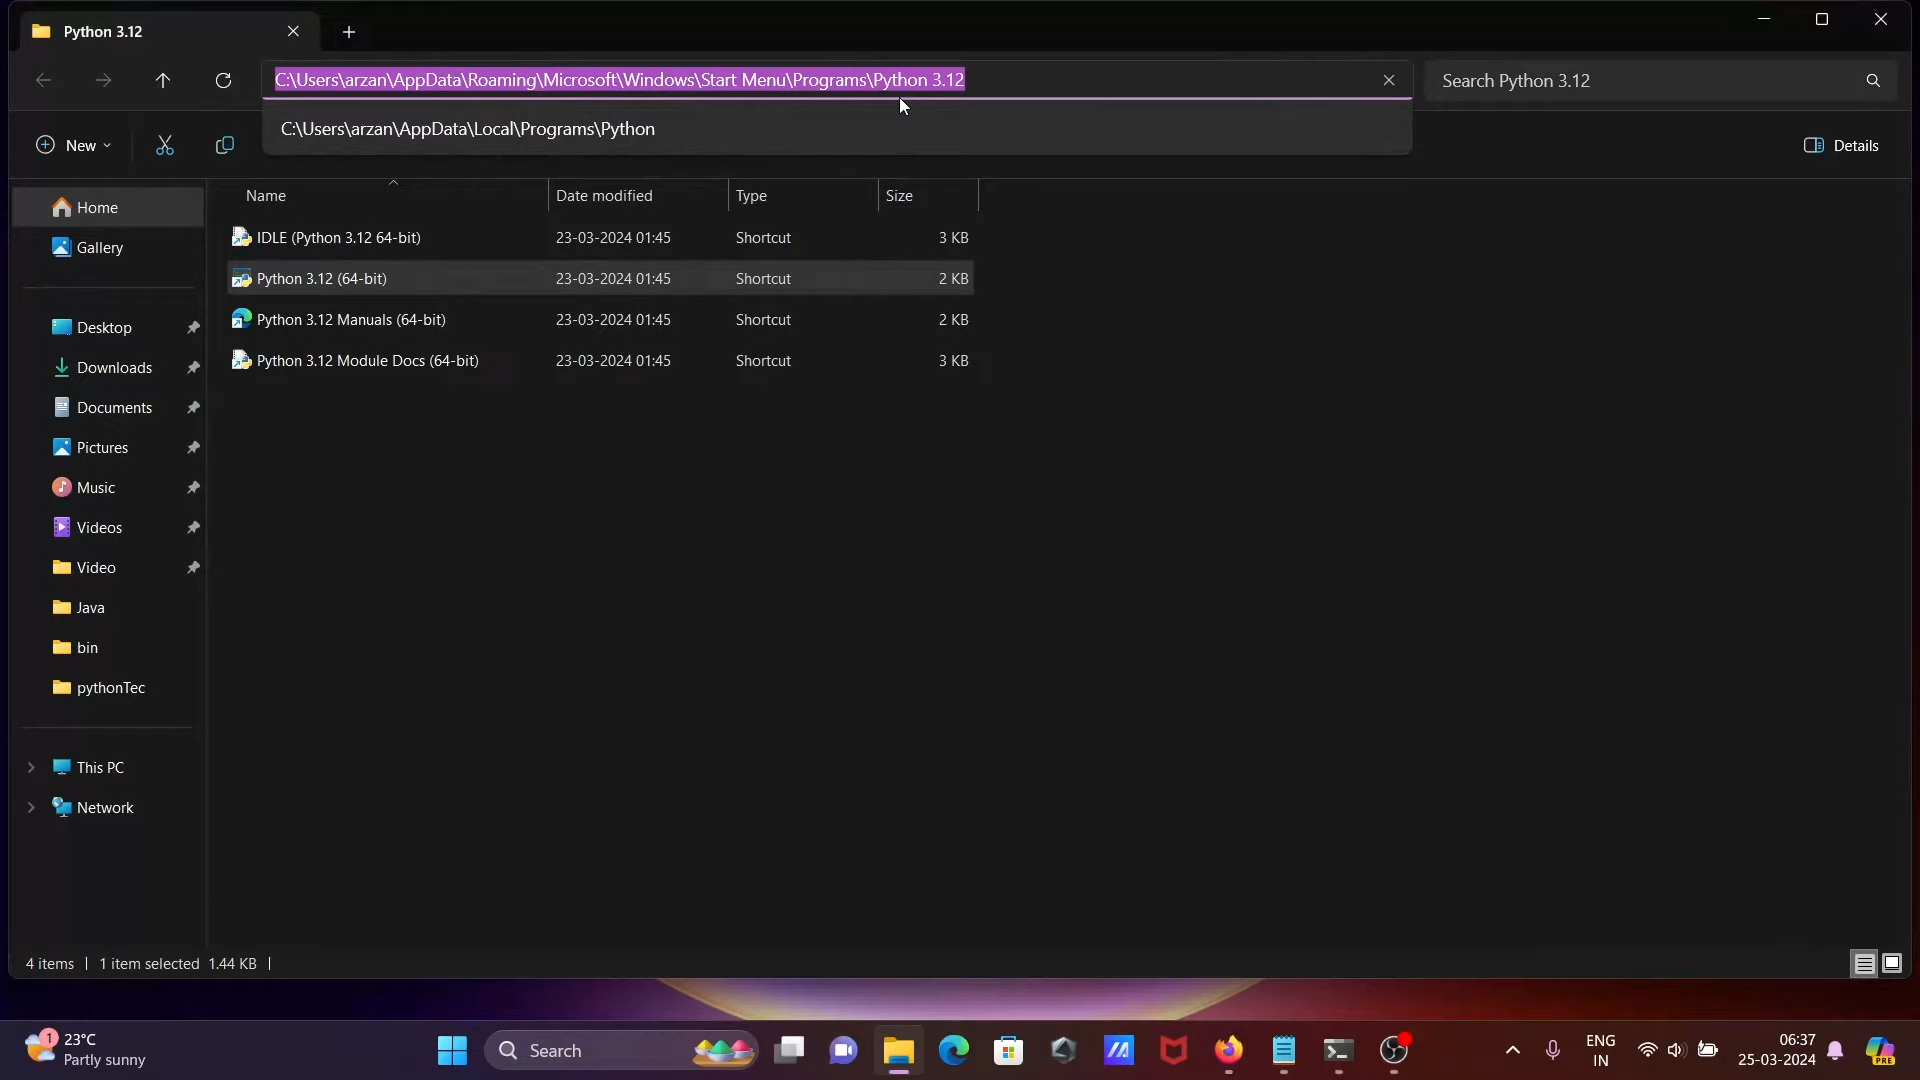 Python 3.12
C:\Users\arzan\AppData\Roaming\Microsoft\Windows\Start Menu\Programs\Python 3.12
Search Python 3.12
C:\Users\arzan\AppData\Local\Programs\Python
New
Details
Name Date modified Type Size
IDLE (Python 3.12 64-bit) 23-03-2024 01:45 Shortcut 3 KB
Python 3.12 (64-bit) 23-03-2024 01:45 Shortcut 2 KB
Python 3.12 Manuals (64-bit) 23-03-2024 01:45 Shortcut 2 KB
Python 3.12 Module Docs (64-bit) 23-03-2024 01:45 Shortcut 3 KB
Home
Gallery
Desktop
Downloads
Documents
Pictures
Music
Videos
Video
Java
bin
pythonTec
This PC
Network
4 items 1 item selected 1.44 KB
1
23°C
Partly sunny
Search
ENG
IN
06:37
25-03-2024
PRE